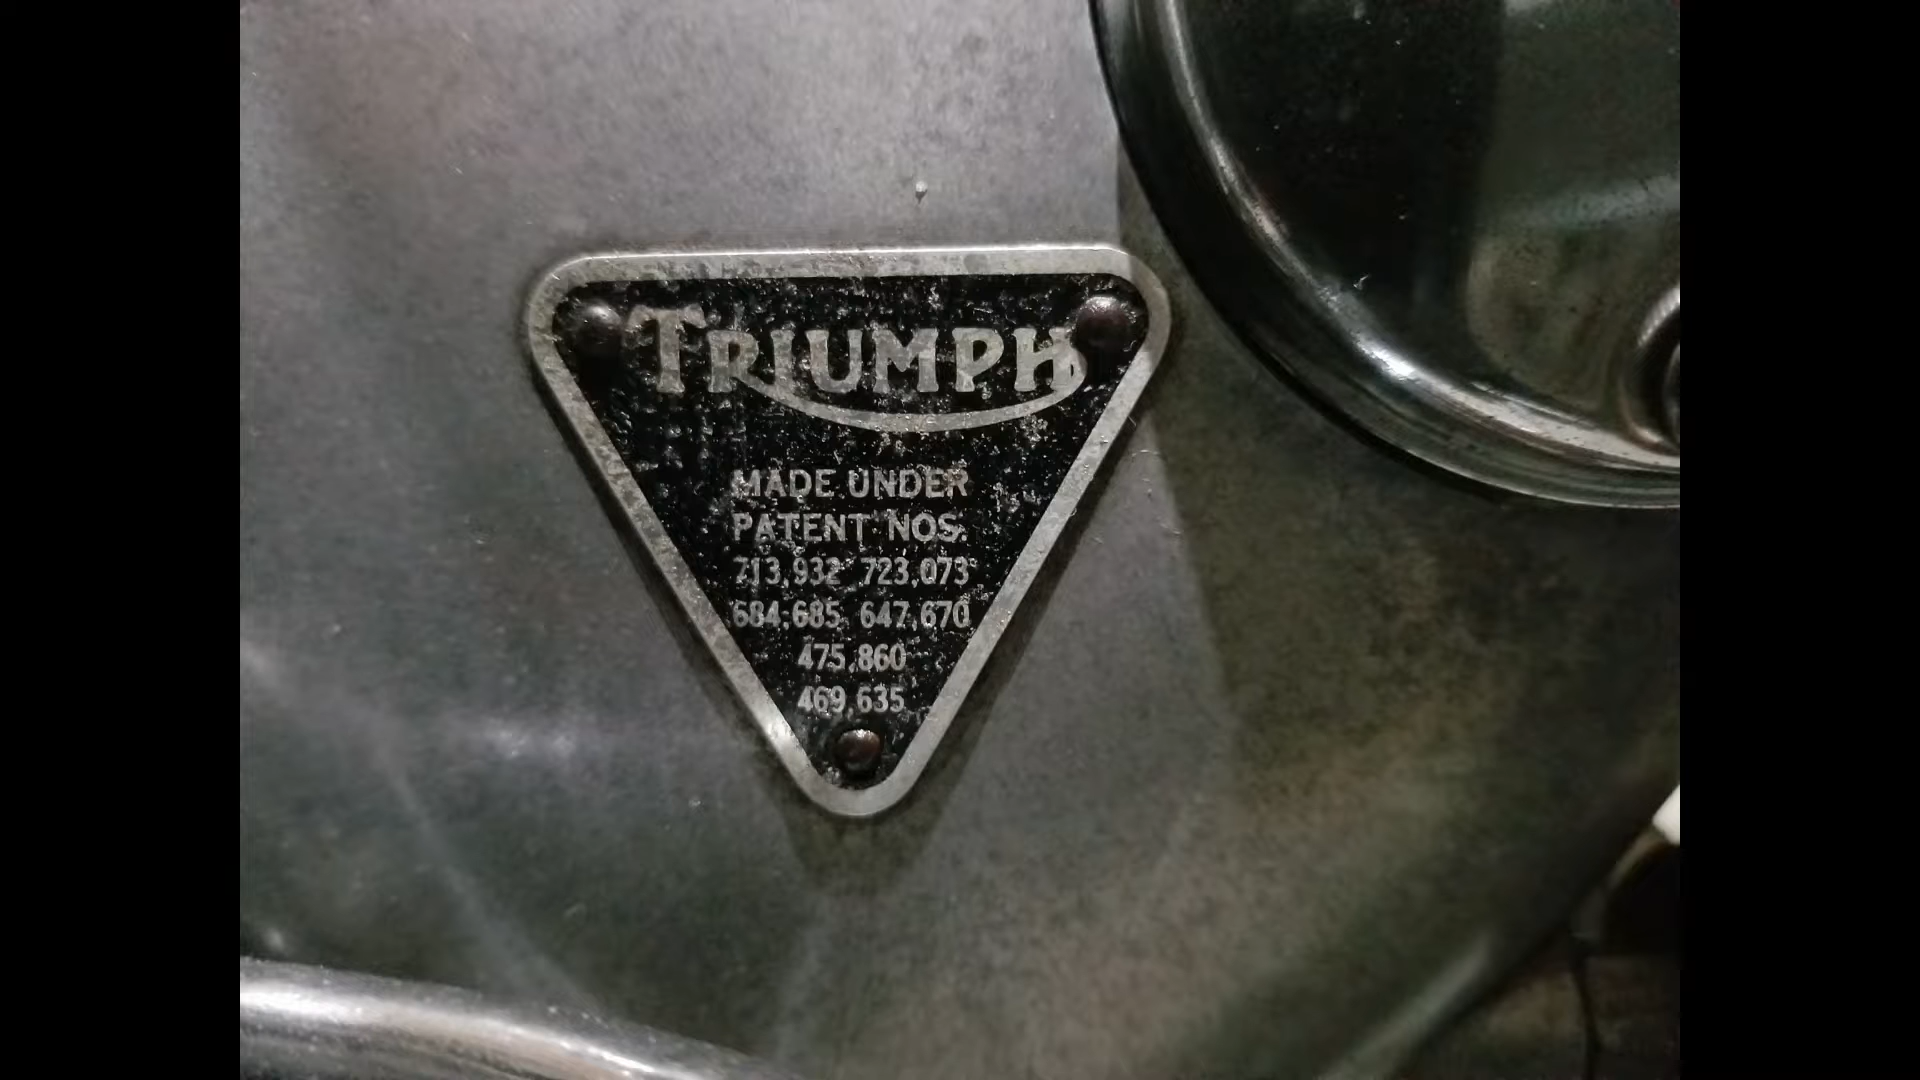 TRIUMPH
MADE UNDER
PATENT NOS.
713,932 723,073
684,685 647,670
475,860
469,635